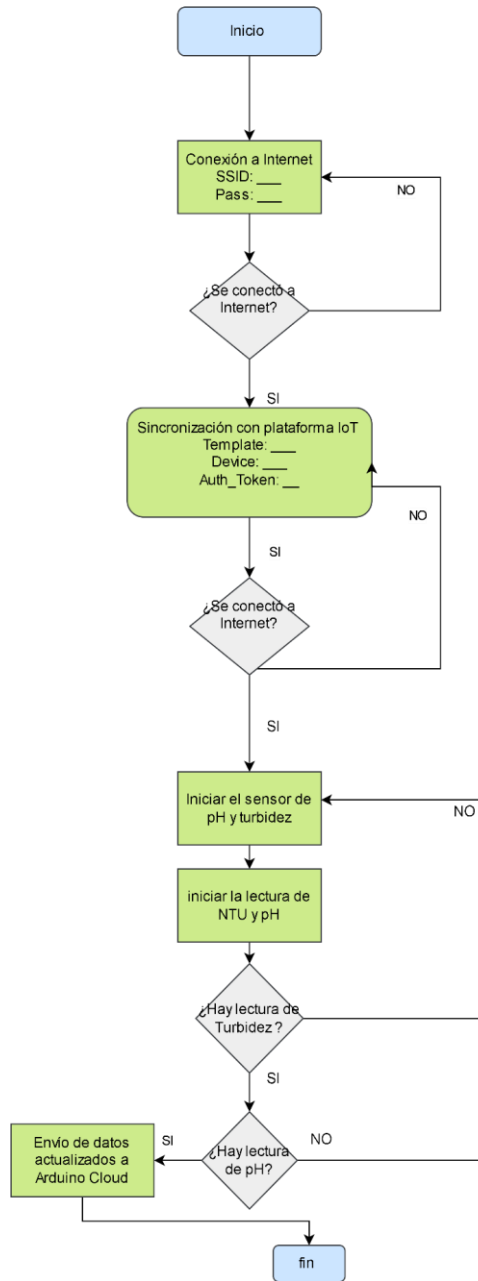 Inicio
Conexión a Internet
SSID: ___
Pass: ___
NO
¿Se conectó a
Internet?
SI
Sincronización con plataforma IoT
Template: ___
Device: ___
Auth_Token: __
NO
SI
¿Se conectó a
Internet?
SI
Iniciar el sensor de
pH y turbidez
NO
iniciar la lectura de
NTU y pH
¿Hay lectura de
Turbidez ?
SI
Envío de datos
actualizados a
Arduino Cloud
SI
¿Hay lectura
de pH?
NO
fin